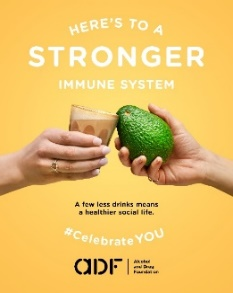 HERE'S TO A
STRONGER
IMMUNE SYSTEM
A few less drinks means
a healthier social life.
#CelebrateYOU
ADF
Alcohol
and Drug
Foundation